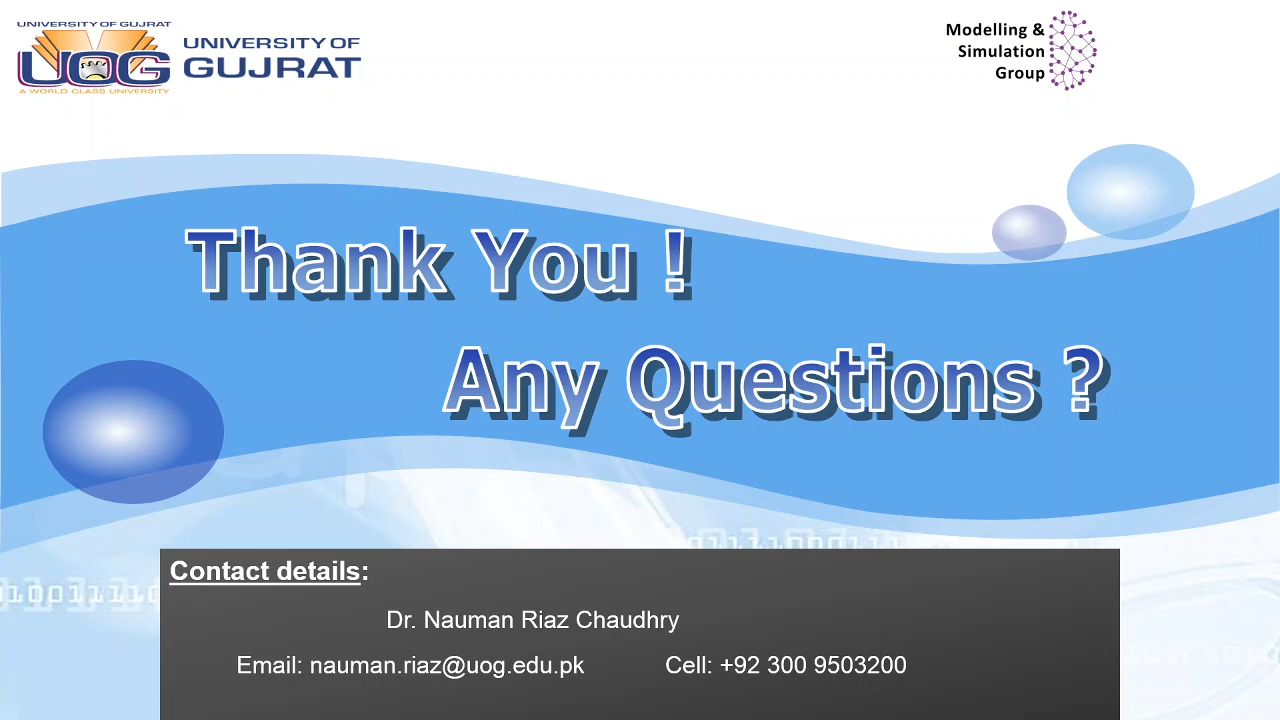 UNIVERSITY OF GUJRAT
UOG
A WORLD CLASS UNIVERSITY
UNIVERSITY OF
GUJRAT
Modelling &
Simulation
Group
Thank You !
Any Questions ?
Contact details:
Dr. Nauman Riaz Chaudhry
Email: nauman.riaz@uog.edu.pk Cell: +92 300 9503200